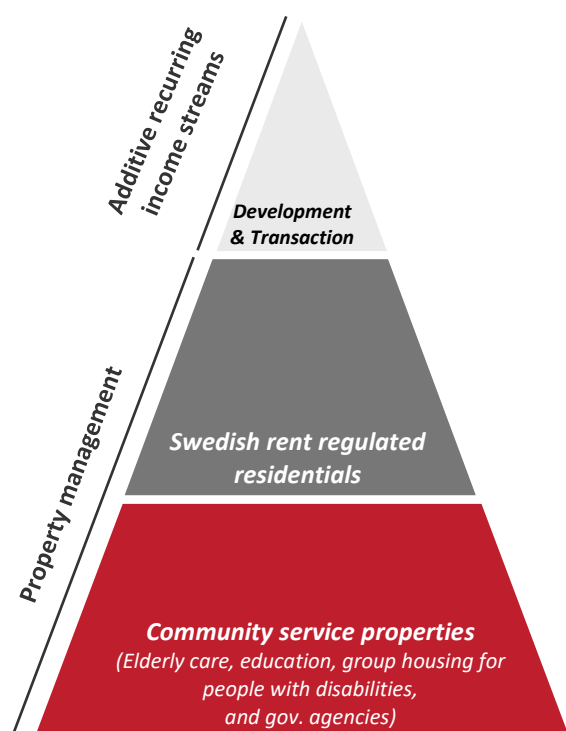 Additive recurring
income streams
Development
& Transaction
Property management
Swedish rent regulated
residentials
Community service properties
(Elderly care, education, group housing for
people with disabilities,
and gov. agencies)